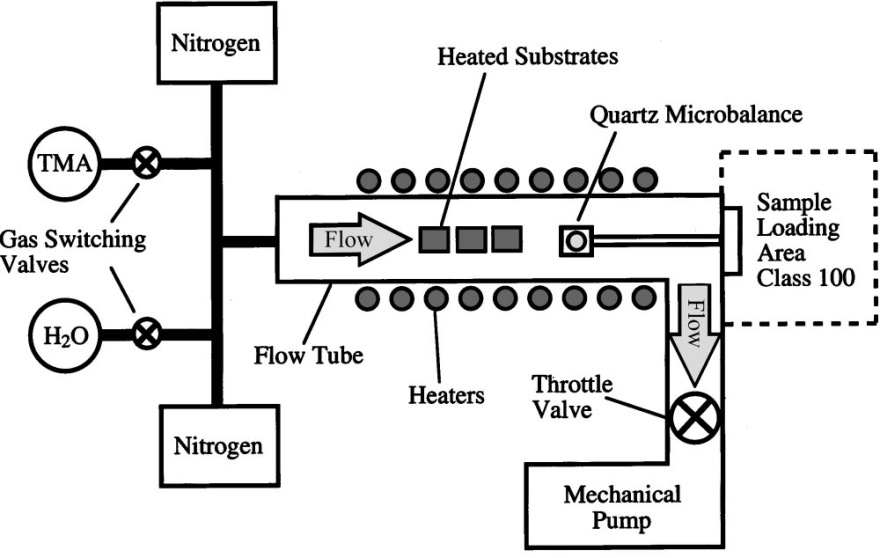 Nitrogen
Heated Substrates
Quartz Microbalance
TMA
Gas Switching
Valves
Flow
Sample
Loading
Area
Class 100
H₂O
Flow Tube
Heaters
Flow
Throttle
Valve
Nitrogen
Mechanical
Pump